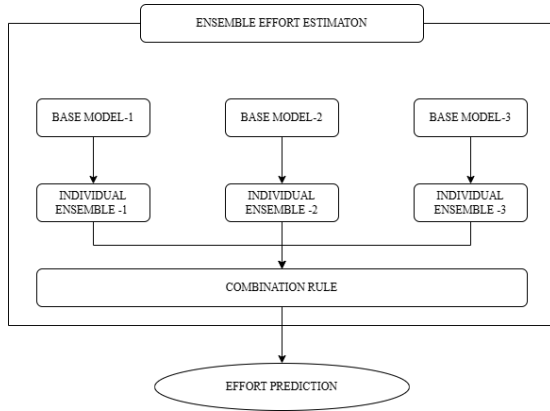 ENSEMBLE EFFORT ESTIMATON
BASE MODEL-1
BASE MODEL-2
BASE MODEL-3
INDIVIDUAL
ENSEMBLE -1
INDIVIDUAL
ENSEMBLE -2
INDIVIDUAL
ENSEMBLE -3
COMBINATION RULE
EFFORT PREDICTION